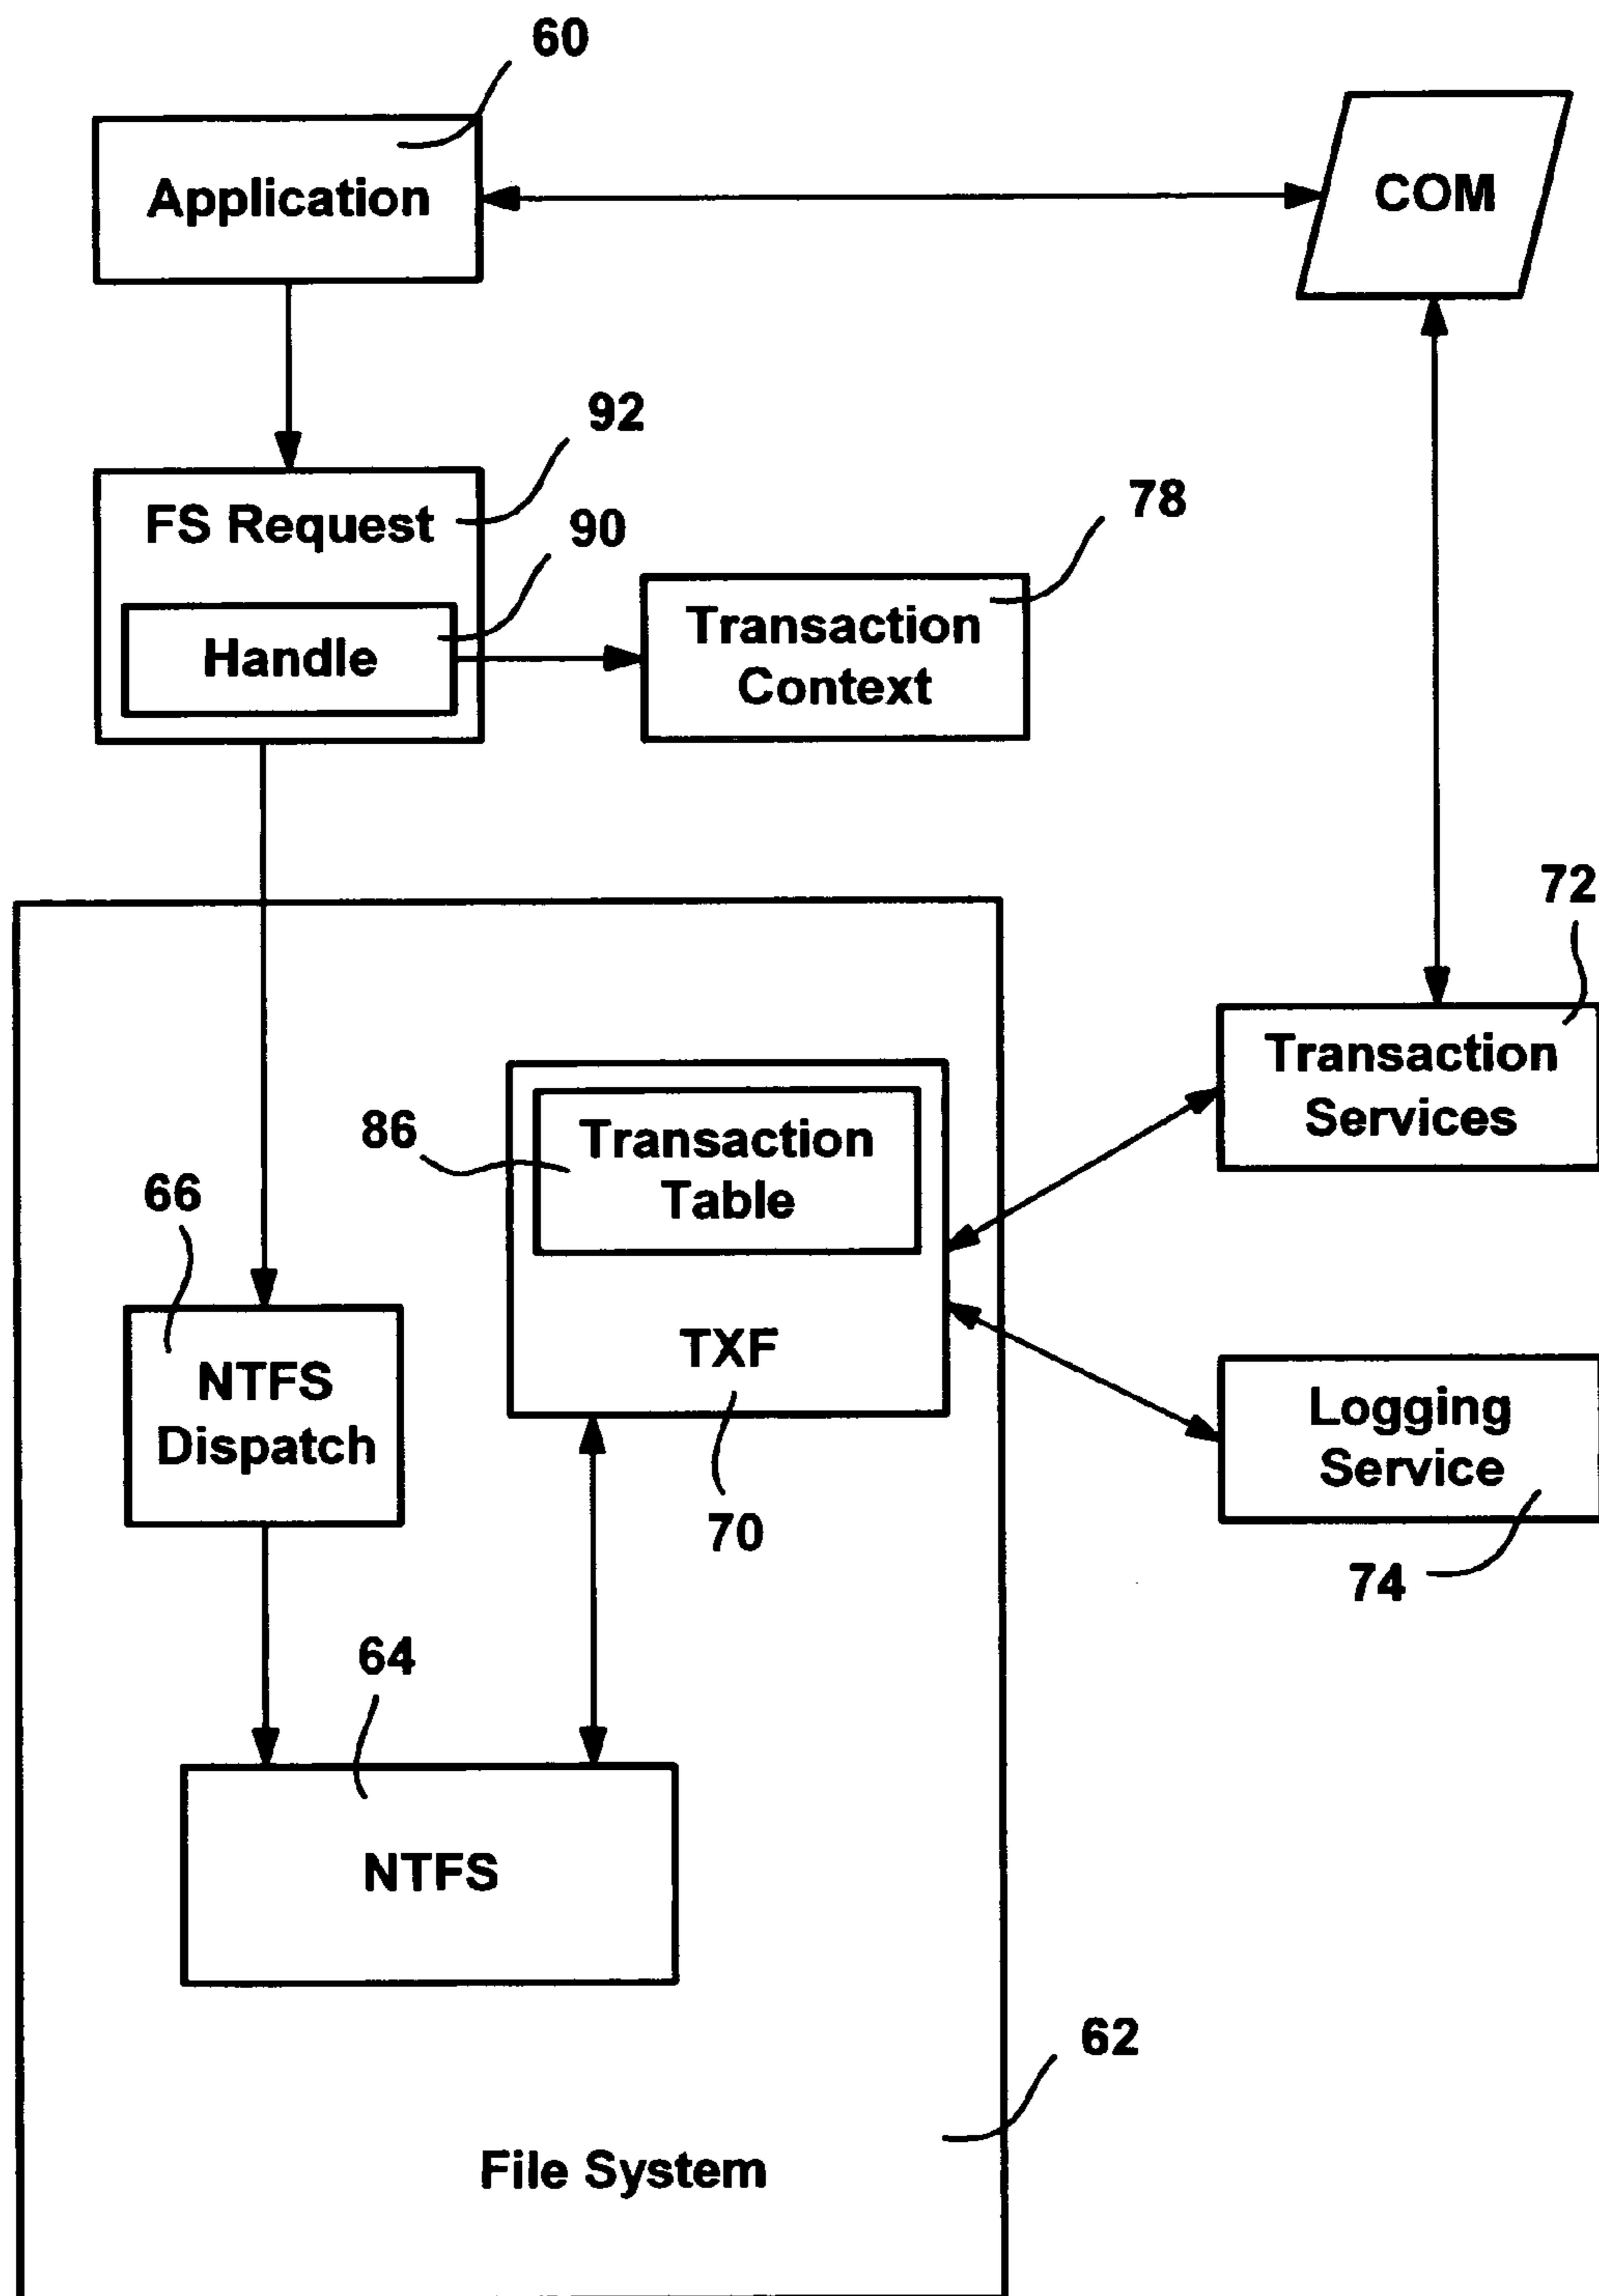 60
Application
COM
92
FS Request
90
Handle
78
Transaction
Context
72
Transaction
Services
86
Transaction
Table
66
NTFS
Dispatch
TXF
70
Logging
Service
74
64
NTFS
62
File System